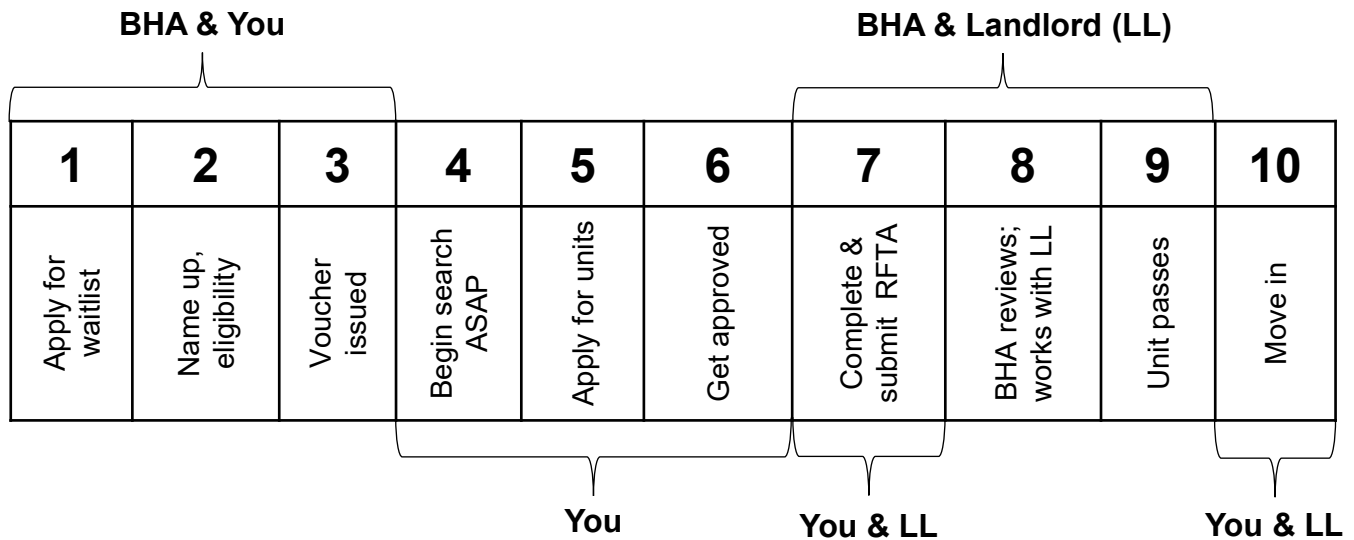 BHA & You
BHA & Landlord (LL)
1
2
3
4
5
6
7
8
9
10
Apply for
waitlist
Name up,
eligibility
Voucher
issued
Begin search
ASAP
Apply for units
Get approved
Complete &
submit RFTA
BHA reviews;
works with LL
Unit passes
Move in
You
You & LL
You & LL